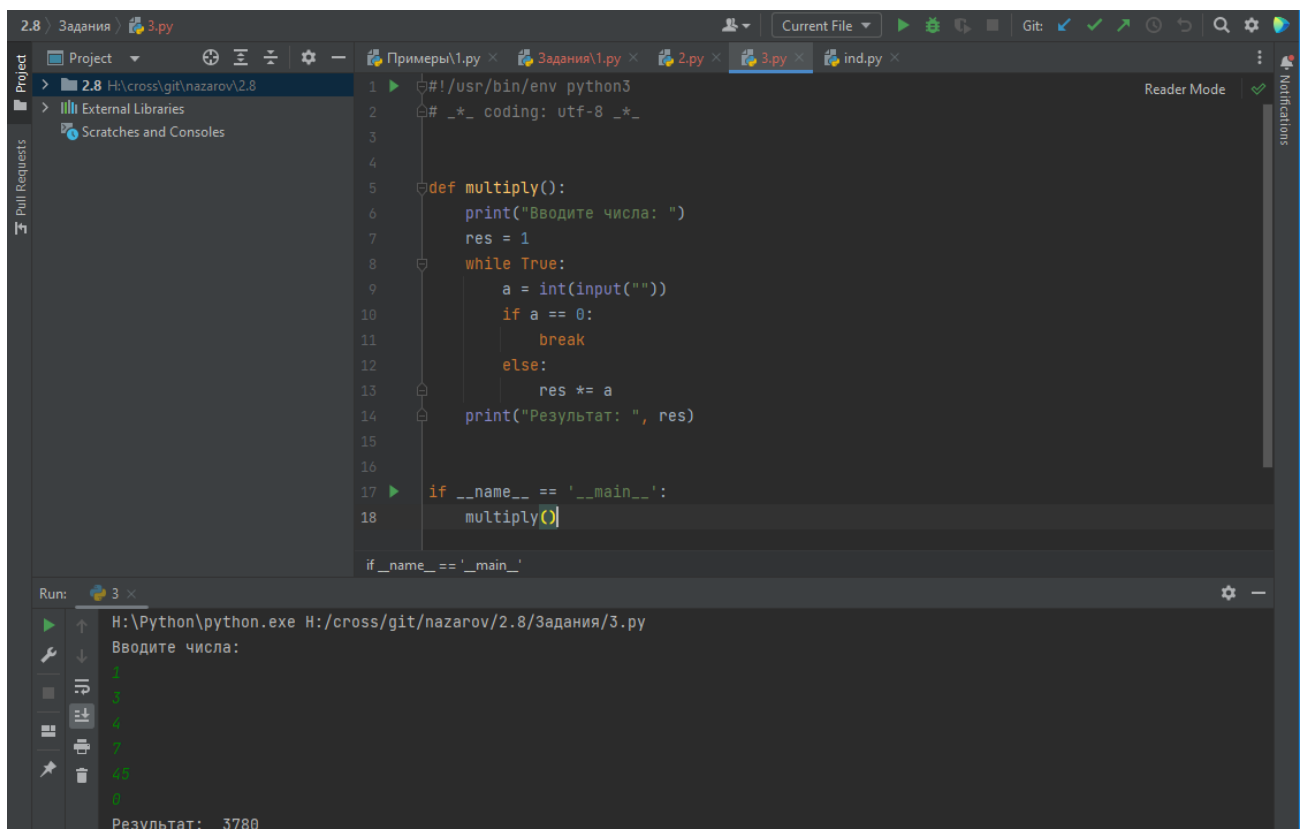 2.8 〉 Задания 〉 3.py
Current File
Git:
Project
Примеры\1.py
Задания\1.py
2.py
3.py
ind.py
Project
2.8 H:\cross\git\nazarov\2.8
External Libraries
Scratches and Consoles
Pull Requests
Reader Mode
Notifications
1 #!/usr/bin/env python3
2 # _*_ coding: utf-8 _*_
3
4
5 def multiply():
6     print("Вводите числа: ")
7     res = 1
8     while True:
9         a = int(input(""))
10         if a == 0:
11             break
12         else:
13             res *= a
14     print("Результат: ", res)
15
16
17 if __name__ == '__main__':
18     multiply()
if __name__ == '__main__'
Run:
3
H:\Python\python.exe H:/cross/git/nazarov/2.8/Задания/3.py
Вводите числа:
1
3
4
7
45
0
Результат:  3780